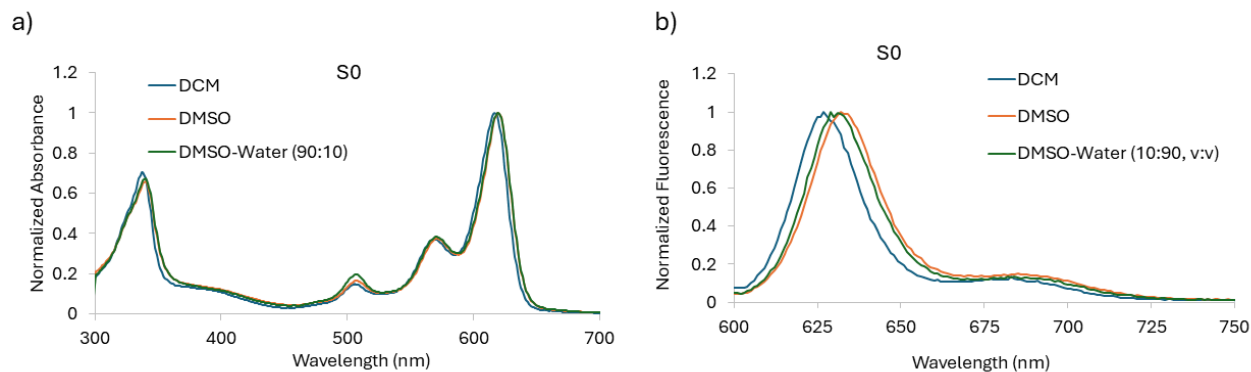 a)
S0
DCM
DMSO
DMSO-Water (90:10)
Normalized Absorbance
1.2
1
0.8
0.6
0.4
0.2
0
300
400
500
600
700
Wavelength (nm)
b)
S0
DCM
DMSO
DMSO-Water (10:90, v:v)
Normalized Fluorescence
1.2
1
0.8
0.6
0.4
0.2
0
600
625
650
675
700
725
750
Wavelength (nm)